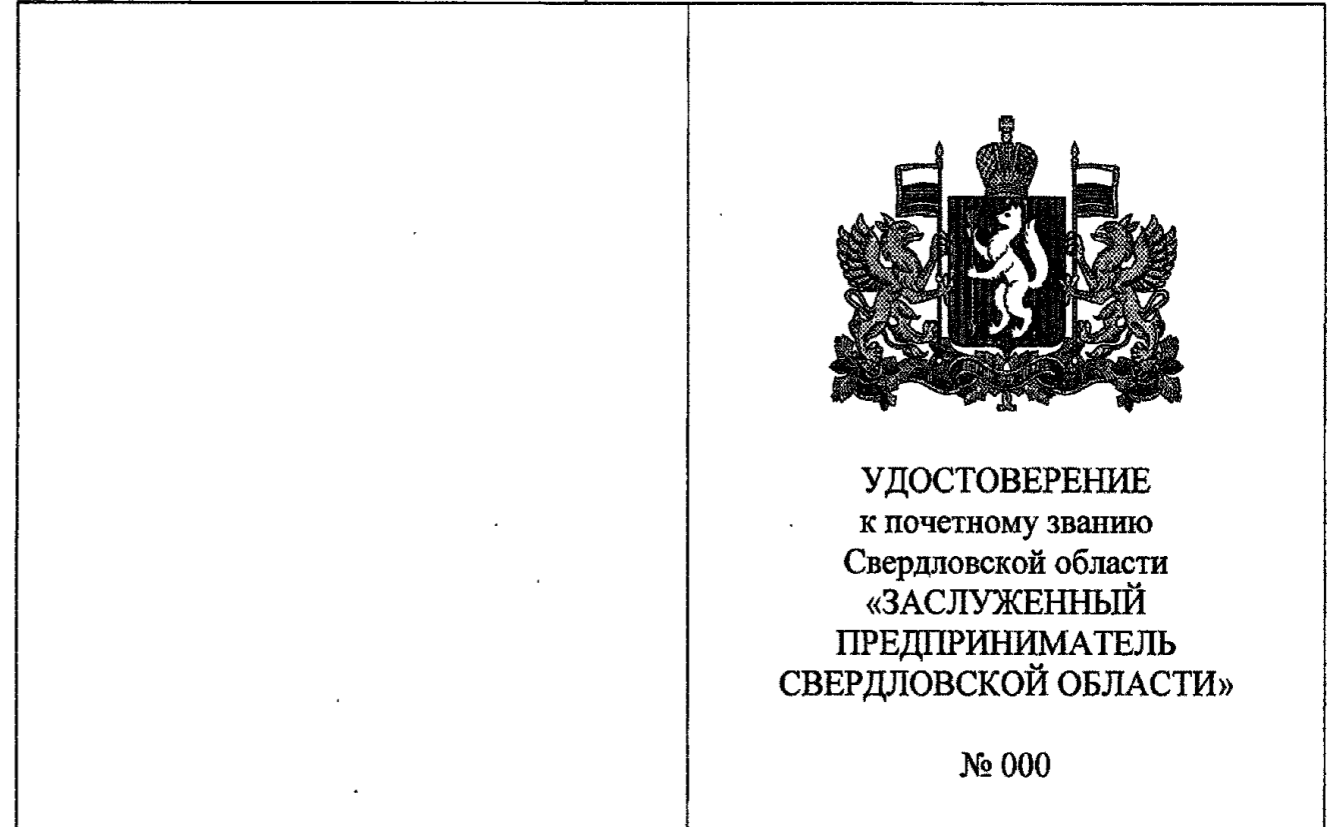 УДОСТОВЕРЕНИЕ
к почетному званию
Свердловской области
«ЗАСЛУЖЕННЫЙ
ПРЕДПРИНИМАТЕЛЬ
СВЕРДЛОВСКОЙ ОБЛАСТИ»
№ 000